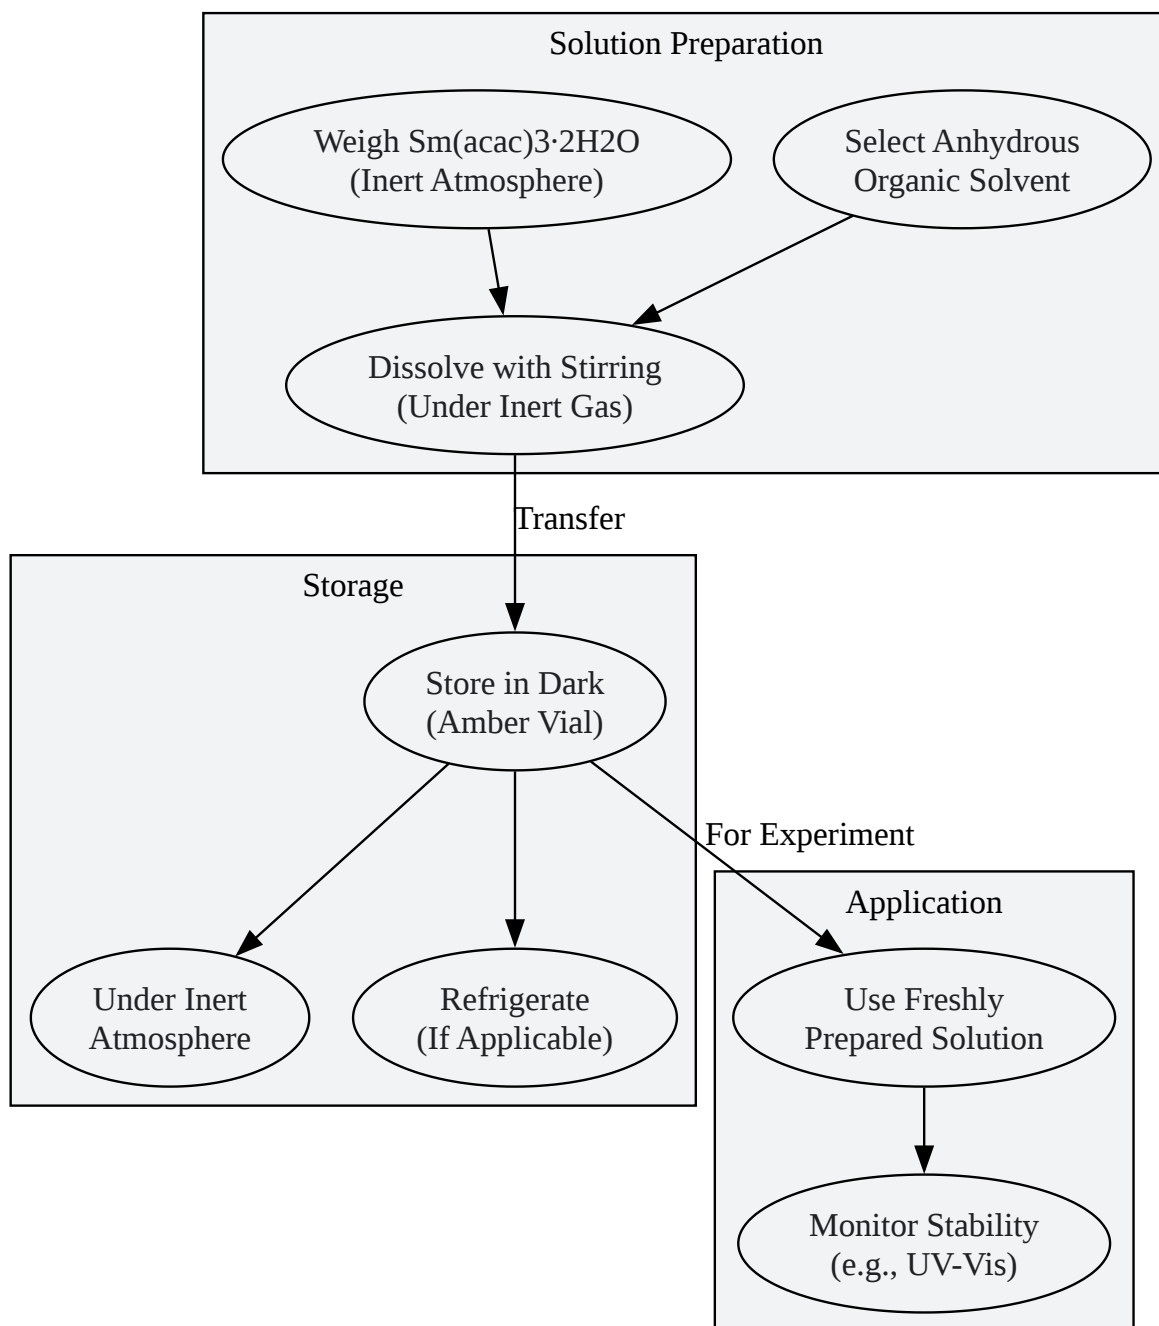 Solution Preparation
Weigh Sm(acac)3·2H2O
(Inert Atmosphere)
Select Anhydrous
Organic Solvent
Dissolve with Stirring
(Under Inert Gas)
Transfer
Storage
Store in Dark
(Amber Vial)
For Experiment
Application
Under Inert
Atmosphere
Refrigerate
(If Applicable)
Use Freshly
Prepared Solution
Monitor Stability
(e.g., UV-Vis)